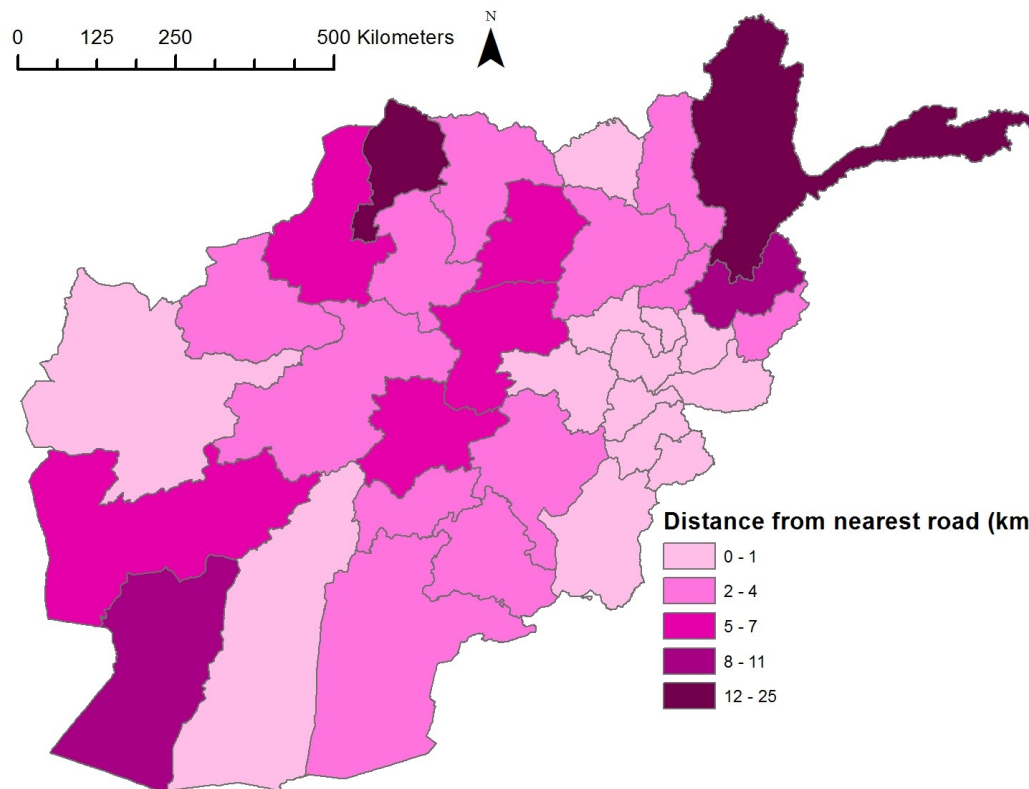 N
0 125 250 500 Kilometers
Distance from nearest road (km
0 - 1
2 - 4
5 - 7
8 - 11
12 - 25